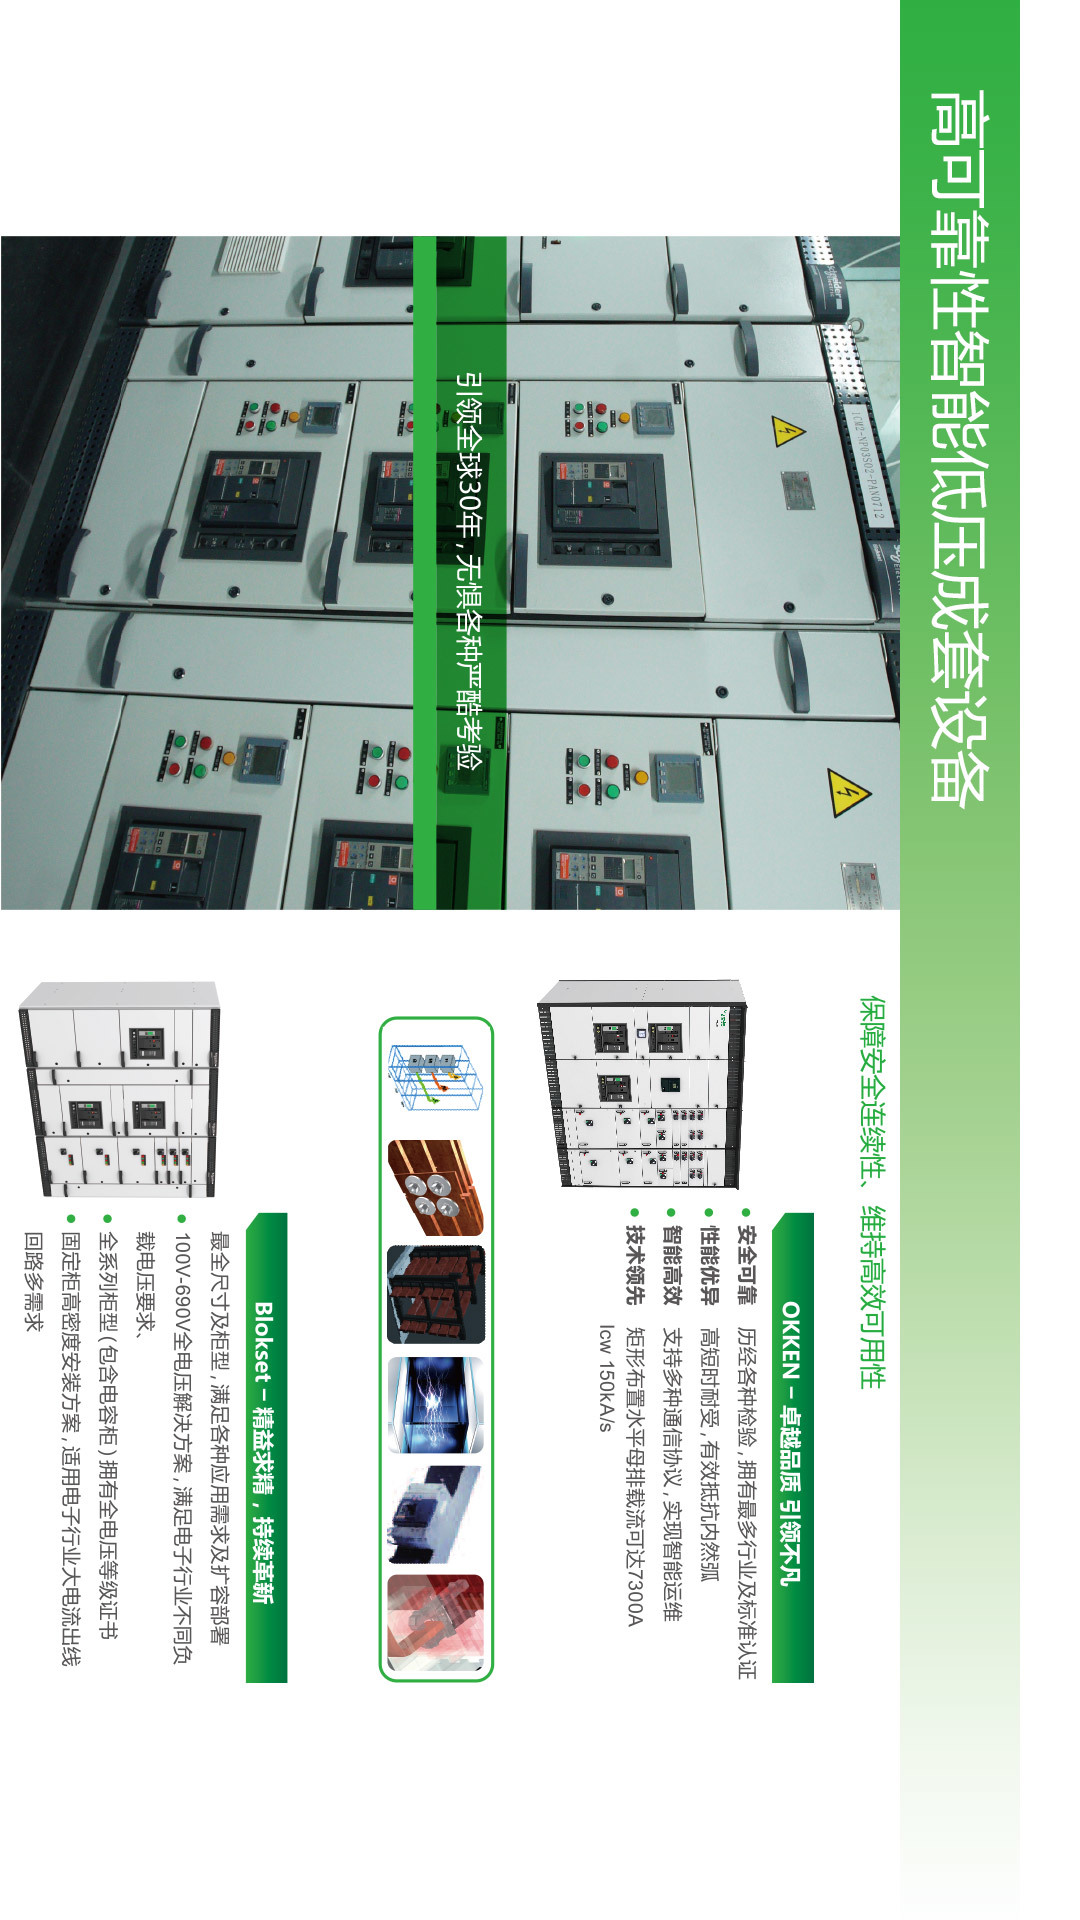 高可靠性智能低压成套设备
引领全球30年，无惧各种严酷考验
1CM2-NP03S02-PAN0712
保障安全连续性、维持高效可用性
OKKEN – 卓越品质 引领不凡
• 安全可靠 历经各种检验，拥有最多行业及标准认证
• 性能优异 高短时耐受，有效抵抗内燃弧
• 智能高效 支持多种通信协议，实现智能运维
• 技术领先 矩形布置水平母排载流可达7300A
Icw 150kA/s
Blokset – 精益求精，持续革新
最全尺寸及柜型，满足各种应用需求及扩容部署
• 100V-690V全电压解决方案，满足电子行业不同负
载电压要求、
• 全系列柜型（包含电容柜）拥有全电压等级证书
• 固定柜高密度安装方案，适用电子行业大电流出线
回路多需求